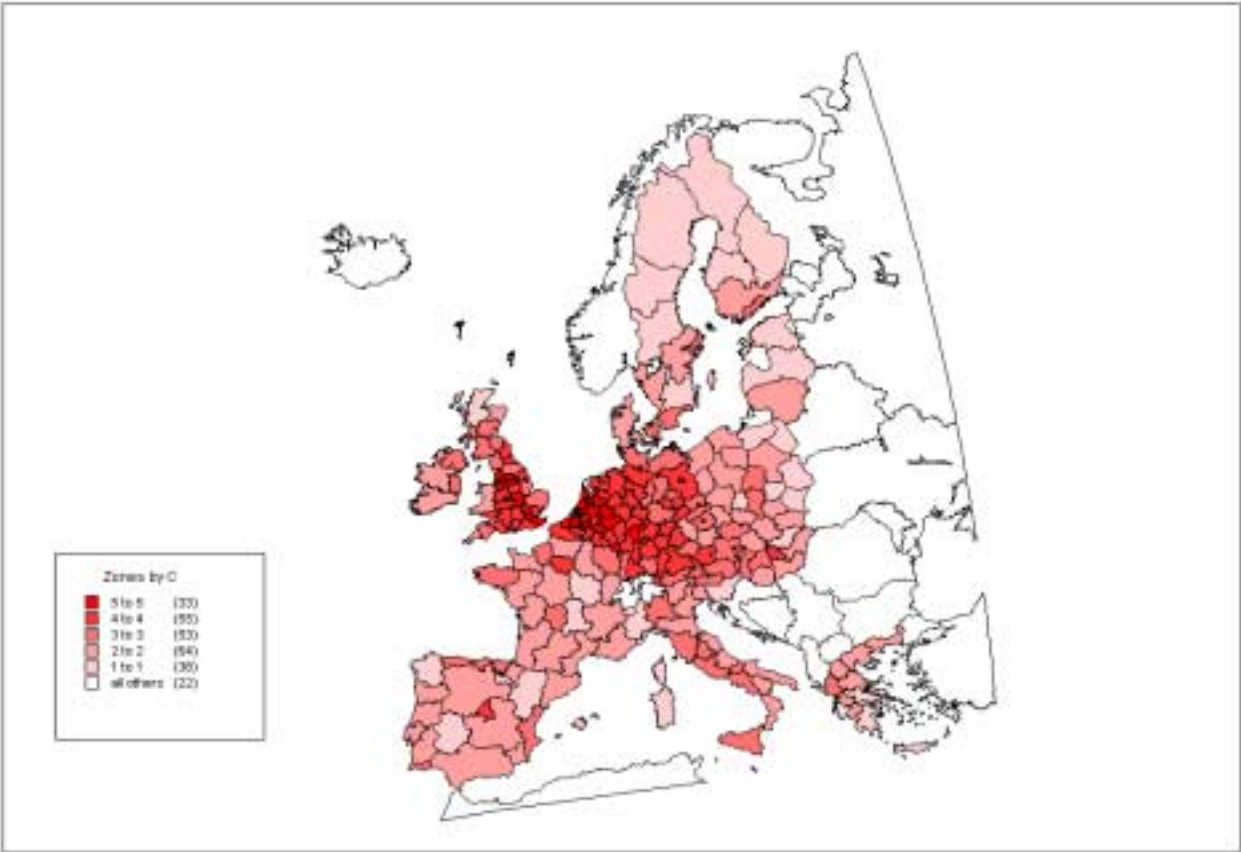 Zones by C
5 to 5 (33)
4 to 4 (55)
3 to 3 (53)
2 to 2 (64)
1 to 1 (36)
all others (22)